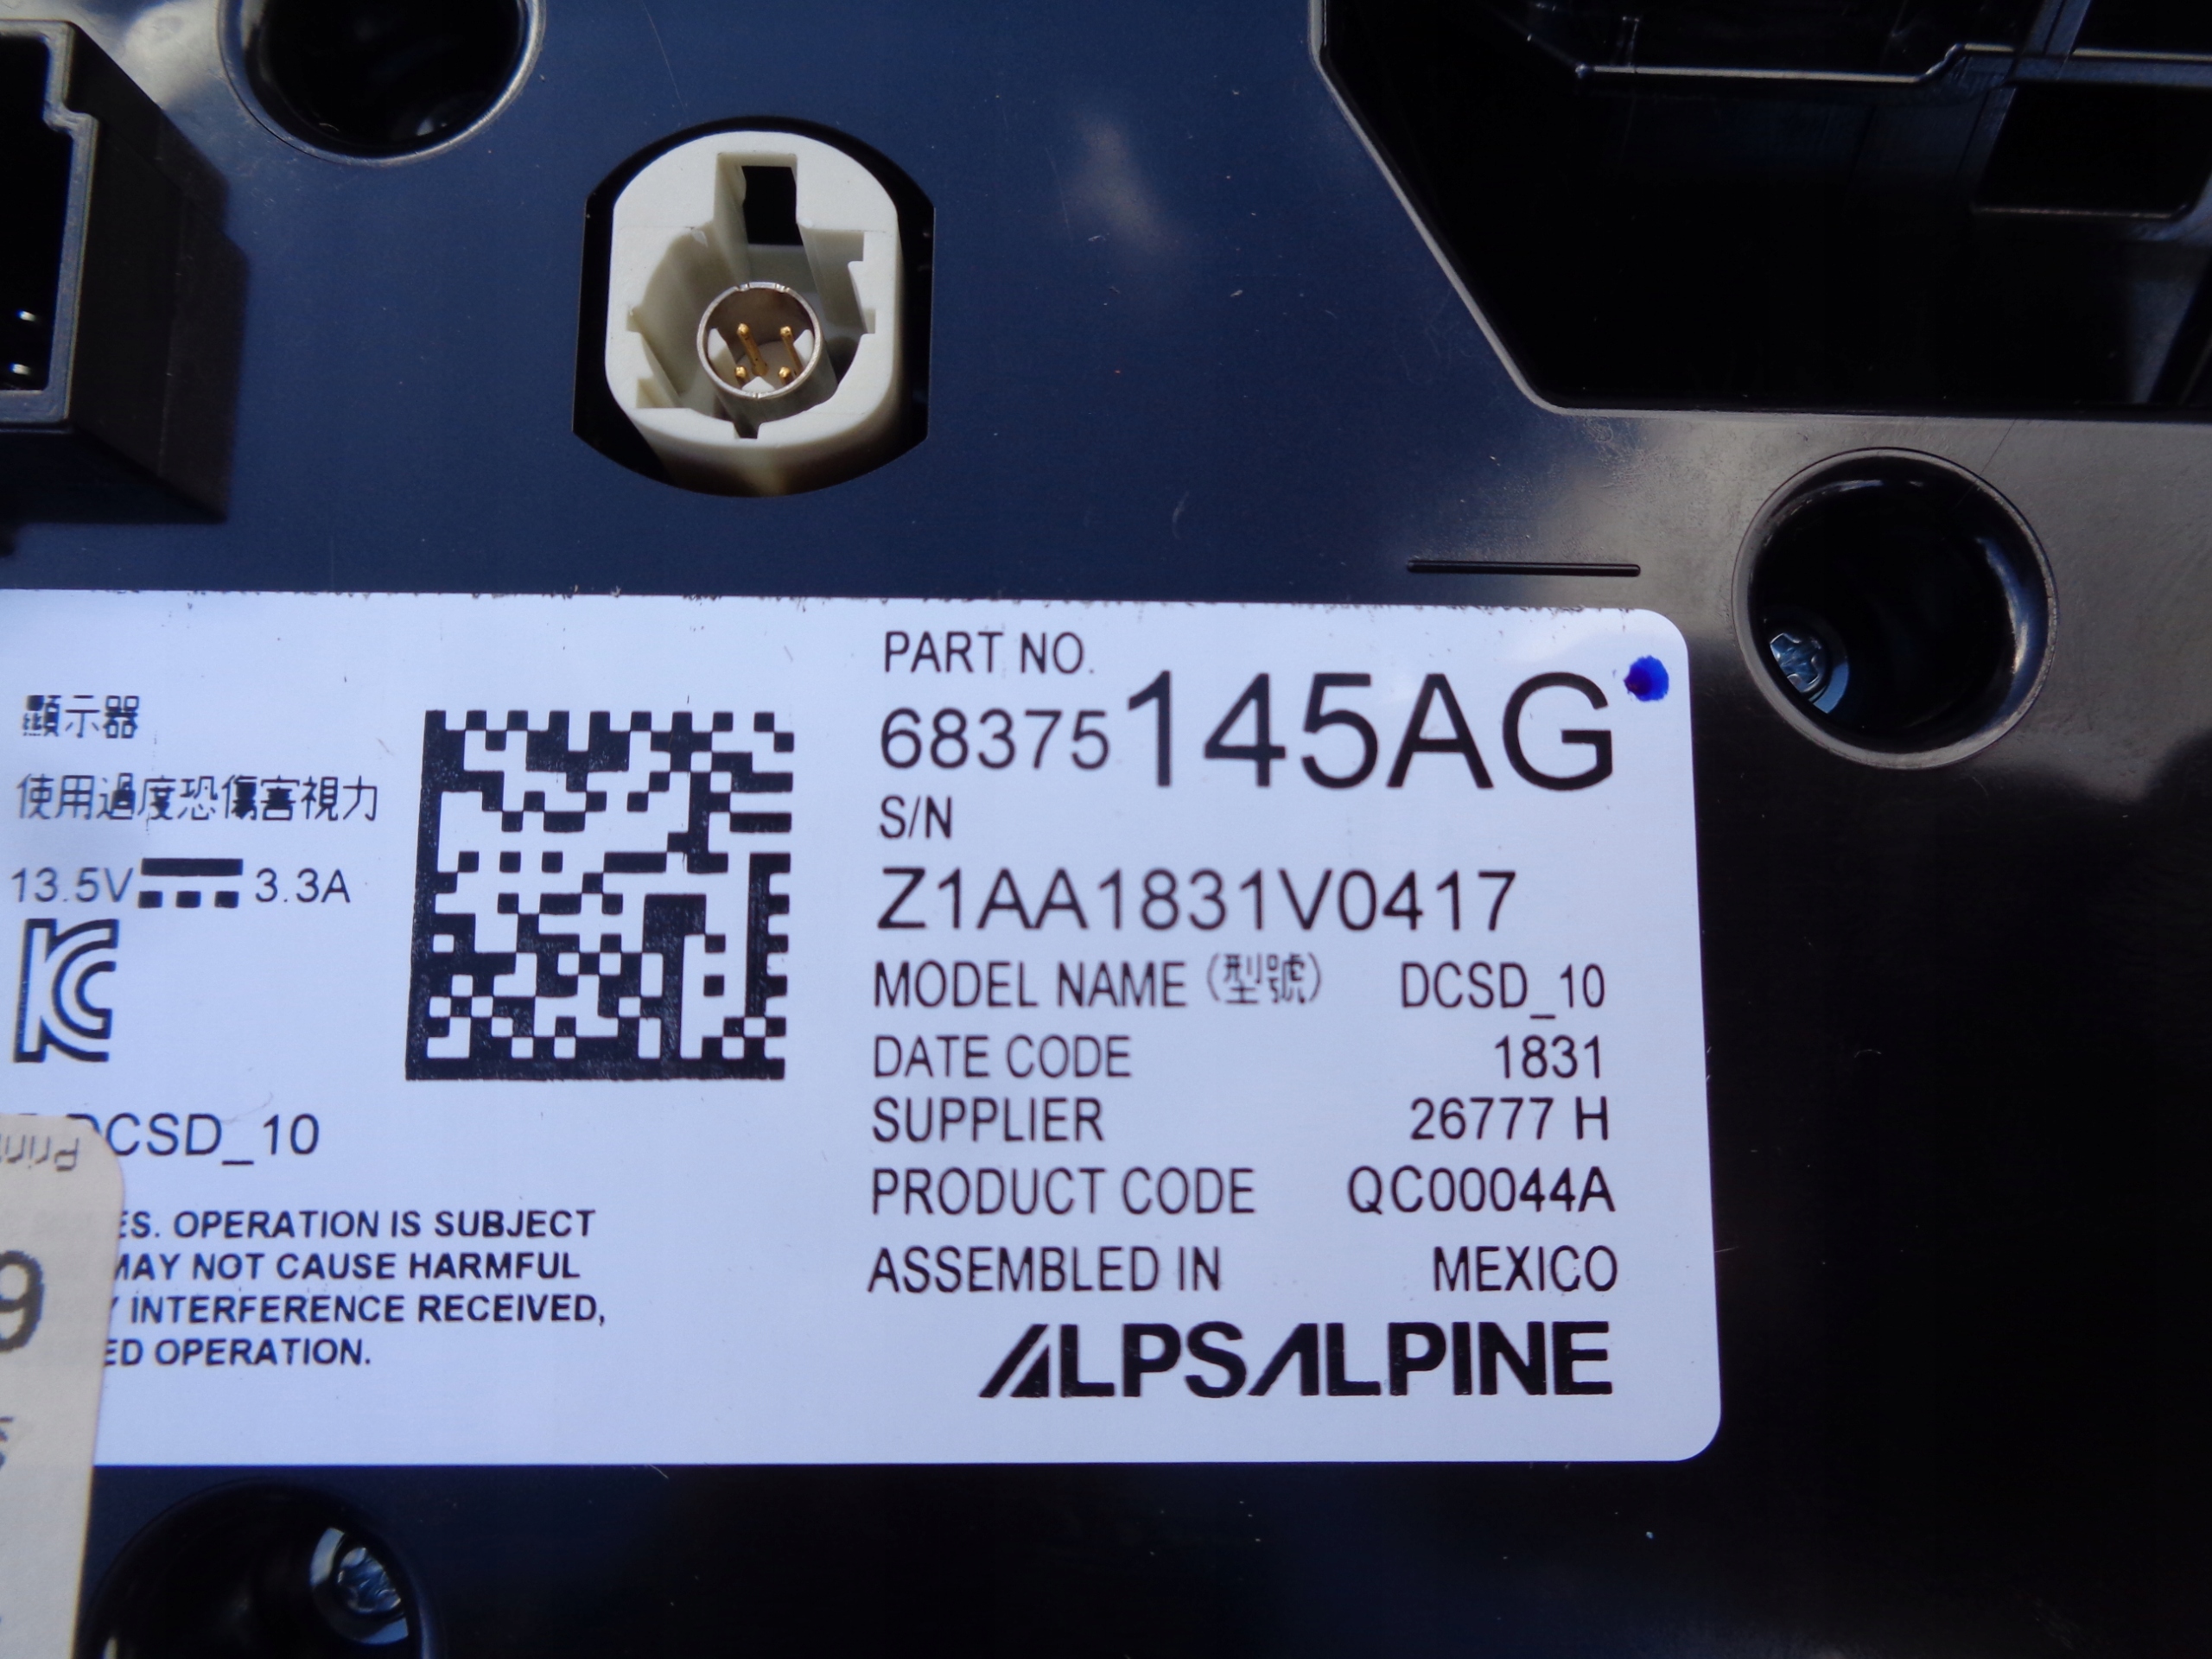 顯示器
使用過度恐傷害視力
13.5V 3.3A
DCSD_10
ES. OPERATION IS SUBJECT
MAY NOT CAUSE HARMFUL
INTERFERENCE RECEIVED,
ED OPERATION.
PART NO.
68375145AG
S/N
Z1AA1831V0417
MODEL NAME (型號) DCSD_10
DATE CODE 1831
SUPPLIER 26777 H
PRODUCT CODE QC00044A
ASSEMBLED IN MEXICO
ALPSALPINE
Print
9